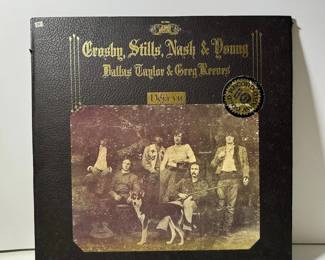 Crosby, Stills, Nash & Young
Dallas Taylor & Greg Reeves
Déjà vu